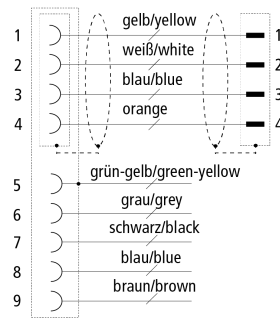 gelb/yellow
1 1
weiß/white
2 2
blau/blue
3 3
orange
4 4
grün-gelb/green-yellow
5
grau/grey
6
schwarz/black
7
blau/blue
8
braun/brown
9